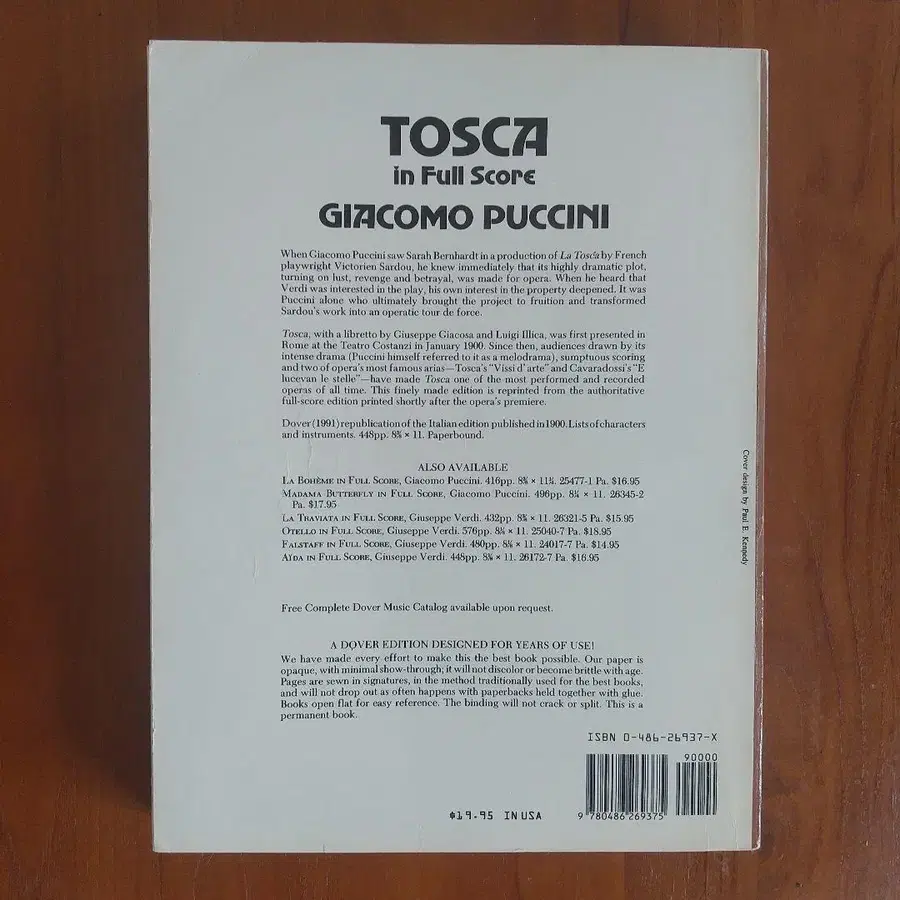 TOSCA
in Full Score
GIACOMO PUCCINI
When Giacomo Puccini saw Sarah Bernhardt in a production of La Tosca by French
playwright Victorien Sardou, he knew immediately that its highly dramatic plot,
turning on lust, revenge and betrayal, was made for opera. When he heard that
Verdi was interested in the play, his own interest in the property deepened. It was
Puccini alone who ultimately brought the project to fruition and transformed
Sardou's work into an operatic tour de force.
Tosca, with a libretto by Giuseppe Giacosa and Luigi Illica, was first presented in
Rome at the Teatro Costanzi in January 1900. Since then, audiences drawn by its
intense drama (Puccini himself referred to it as a melodrama), sumptuous scoring
and two of opera's most famous arias—Tosca's "Vissi d'arte" and Cavaradossi's "E
lucevan le stelle"—have made Tosca one of the most performed and recorded
operas of all time. This finely made edition is reprinted from the authoritative
full-score edition printed shortly after the opera's premiere.
Dover (1991) republication of the Italian edition published in 1900. Lists of characters
and instruments. 448pp. 8⅜ × 11. Paperbound.
ALSO AVAILABLE
LA BOHÈME IN FULL SCORE, Giacomo Puccini. 416pp. 8⅜ × 11¼. 25477-1 Pa. $16.95
MADAMA BUTTERFLY IN FULL SCORE, Giacomo Puccini. 496pp. 8¼ × 11. 26345-2
Pa. $17.95
LA TRAVIATA IN FULL SCORE, Giuseppe Verdi. 432pp. 8⅜ × 11. 26321-5 Pa. $15.95
OTELLO IN FULL SCORE, Giuseppe Verdi. 576pp. 8¼ × 11. 25040-7 Pa. $18.95
FALSTAFF IN FULL SCORE, Giuseppe Verdi. 480pp. 8⅜ × 11. 24017-7 Pa. $14.95
AÏDA IN FULL SCORE, Giuseppe Verdi. 448pp. 8⅜ × 11. 26172-7 Pa. $16.95
Free Complete Dover Music Catalog available upon request.
A DOVER EDITION DESIGNED FOR YEARS OF USE!
We have made every effort to make this the best book possible. Our paper is
opaque, with minimal show-through; it will not discolor or become brittle with age.
Pages are sewn in signatures, in the method traditionally used for the best books,
and will not drop out as often happens with paperbacks held together with glue.
Books open flat for easy reference. The binding will not crack or split. This is a
permanent book.
ISBN 0-486-26937-X
90000
9 780486 269375
$19.95 IN USA
Cover design by Paul E. Kennedy